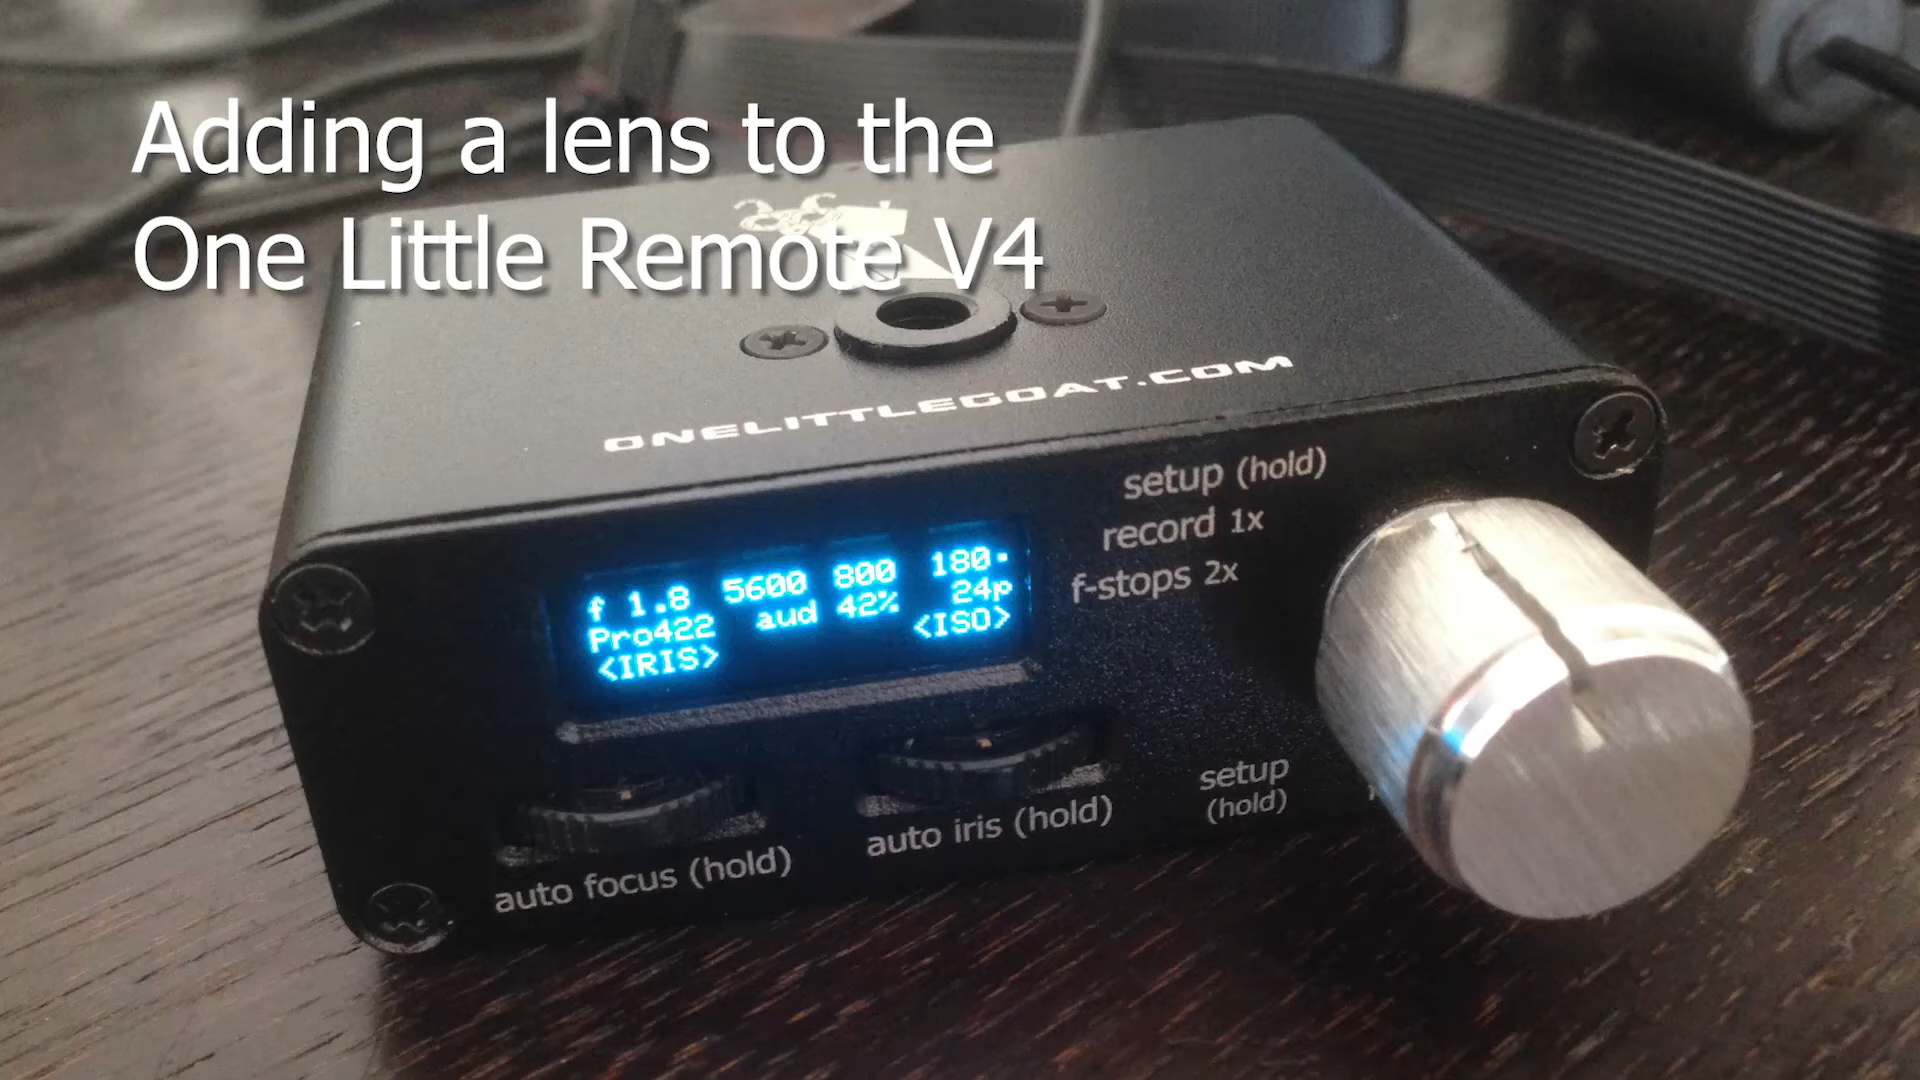 Adding a lens to the
One Little Remote V4
ONELITTLEGOAT.COM
setup (hold)
record 1x
f-stops 2x
f 1.8 5600 800 180°
Pro422 aud 42% 24p
<IRIS> <ISO>
auto focus (hold)
auto iris (hold)
setup
(hold)